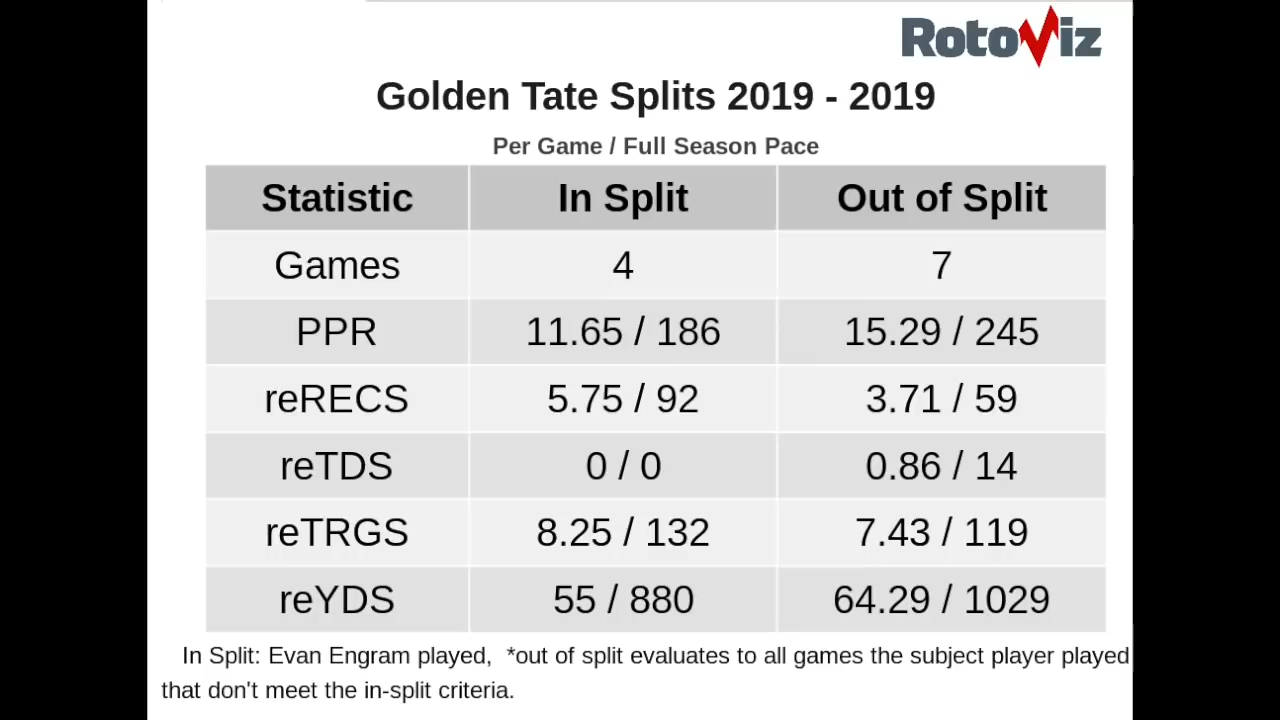 RotoViz
Golden Tate Splits 2019 - 2019
Per Game / Full Season Pace
Statistic In Split Out of Split
Games 4 7
PPR 11.65 / 186 15.29 / 245
reRECS 5.75 / 92 3.71 / 59
reTDS 0 / 0 0.86 / 14
reTRGS 8.25 / 132 7.43 / 119
reYDS 55 / 880 64.29 / 1029
In Split: Evan Engram played, *out of split evaluates to all games the subject player played
that don't meet the in-split criteria.